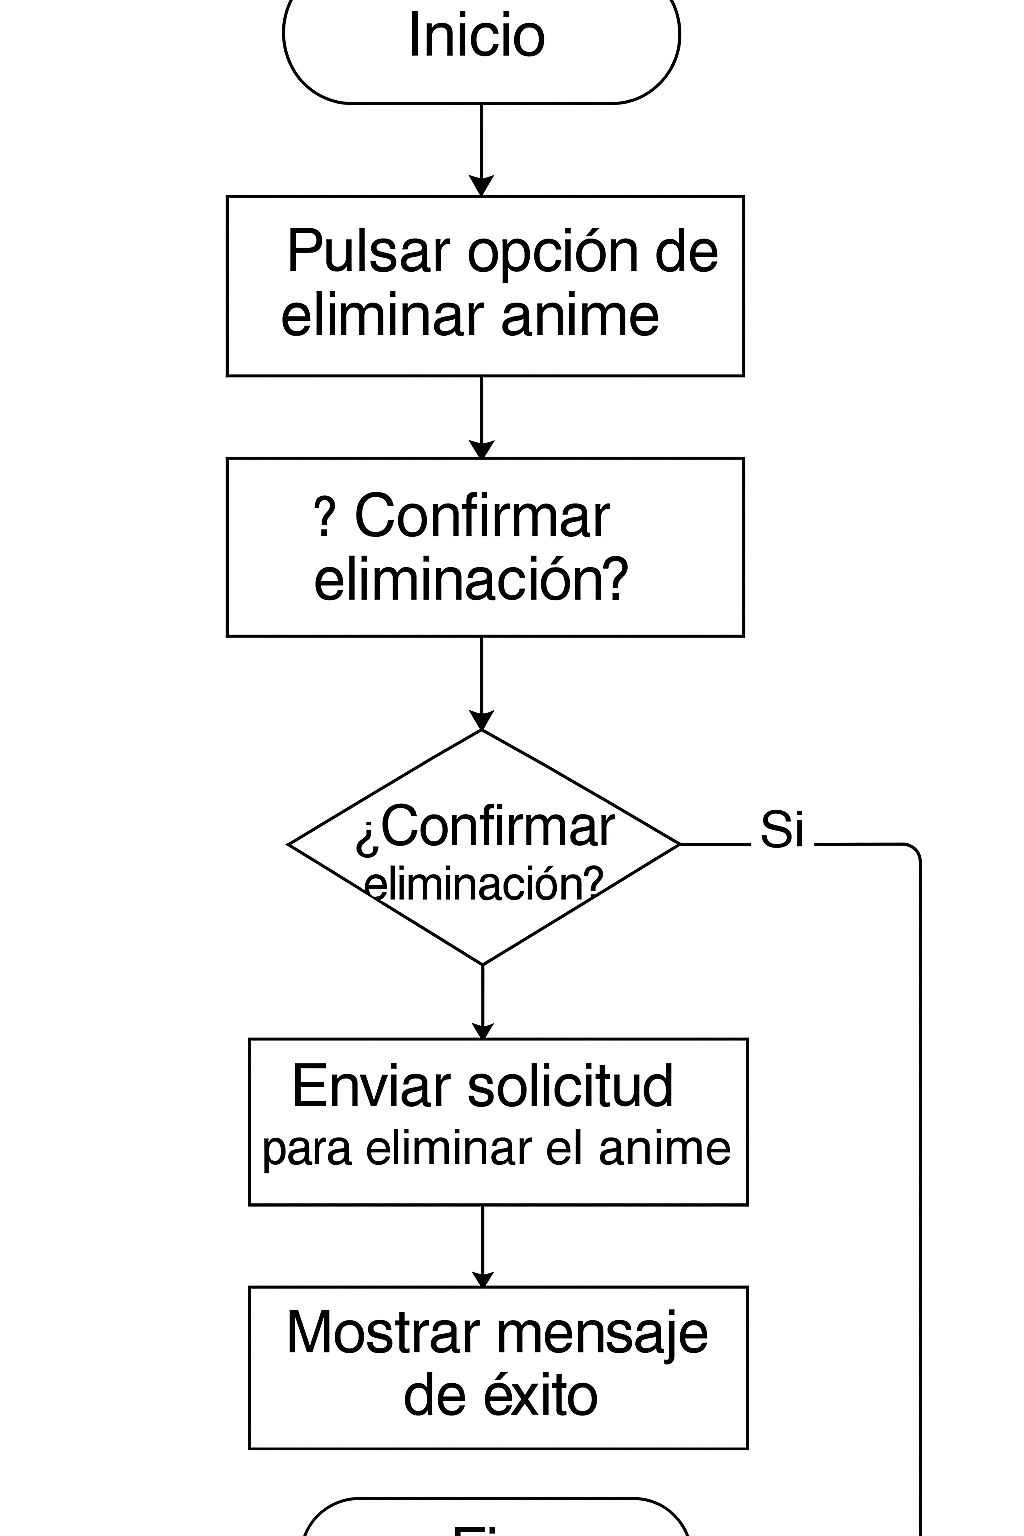 Inicio
Pulsar opción de
eliminar anime
? Confirmar
eliminación?
¿Confirmar
eliminación?
Si
Enviar solicitud
para eliminar el anime
Mostrar mensaje
de éxito